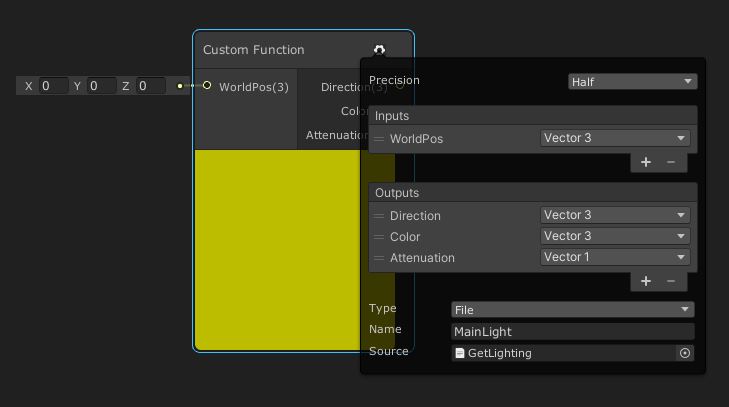 Custom Function
Precision
Half
X 0 Y 0 Z 0
WorldPos(3)
Direction(3)
Color
Attenuation
Inputs
WorldPos Vector 3
+ −
Outputs
Direction Vector 3
Color Vector 3
Attenuation Vector 1
+ −
Type File
Name MainLight
Source GetLighting